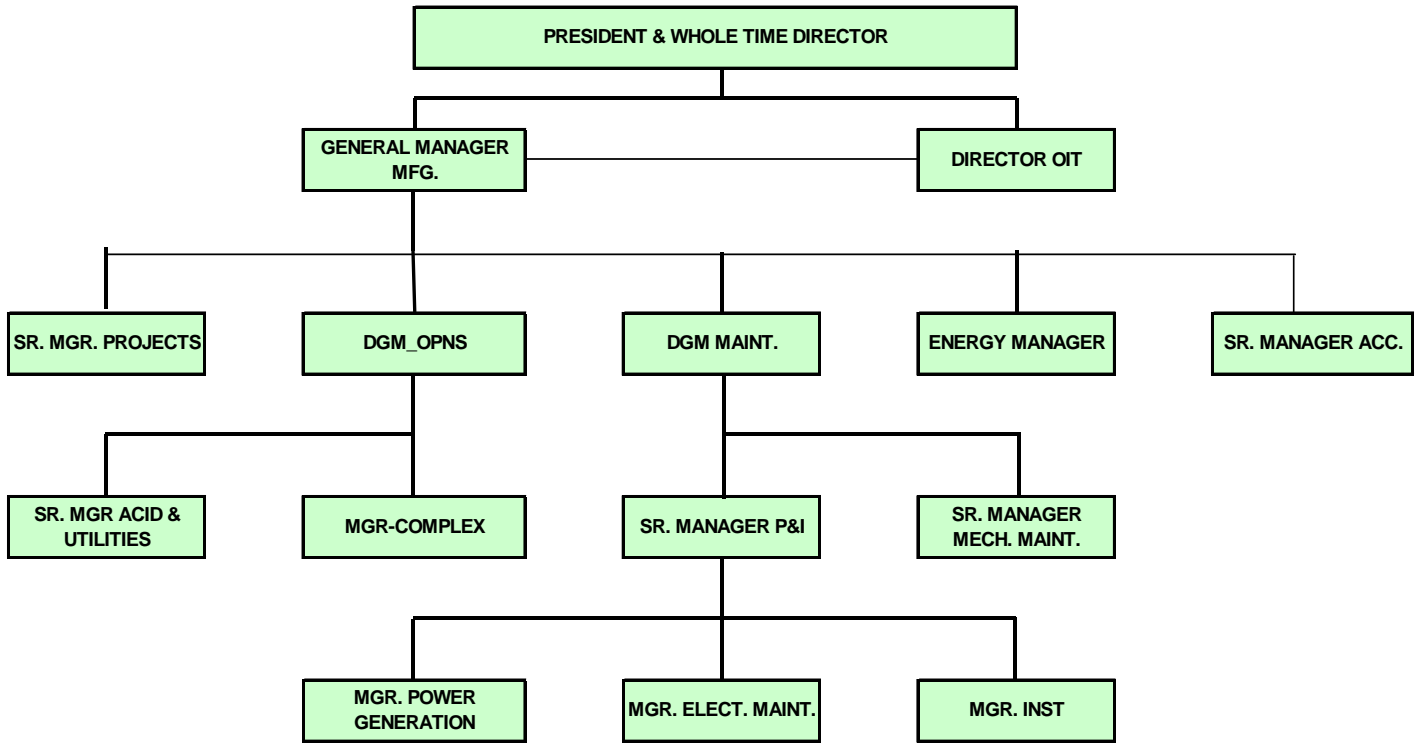 PRESIDENT & WHOLE TIME DIRECTOR
GENERAL MANAGER
MFG.
DIRECTOR OIT
SR. MGR. PROJECTS
DGM_OPNS
DGM MAINT.
ENERGY MANAGER
SR. MANAGER ACC.
SR. MGR ACID &
UTILITIES
MGR-COMPLEX
SR. MANAGER P&I
SR. MANAGER
MECH. MAINT.
MGR. POWER
GENERATION
MGR. ELECT. MAINT.
MGR. INST